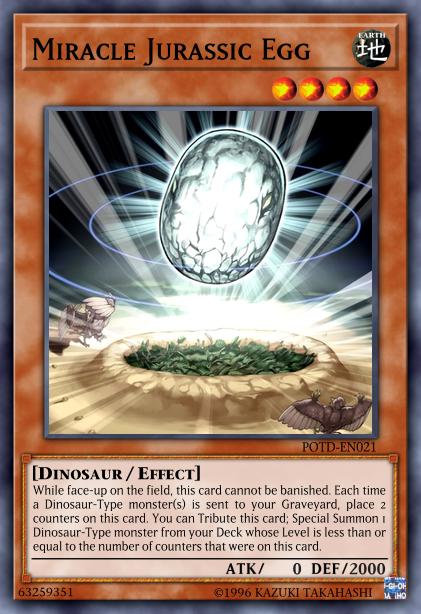 MIRACLE JURASSIC EGG
EARTH
地
POTD-EN021
[DINOSAUR / EFFECT]
While face-up on the field, this card cannot be banished. Each time
a Dinosaur-Type monster(s) is sent to your Graveyard, place 2
counters on this card. You can Tribute this card; Special Summon 1
Dinosaur-Type monster from your Deck whose Level is less than or
equal to the number of counters that were on this card.
ATK/ 0 DEF/2000
63259351
©1996 KAZUKI TAKAHASHI